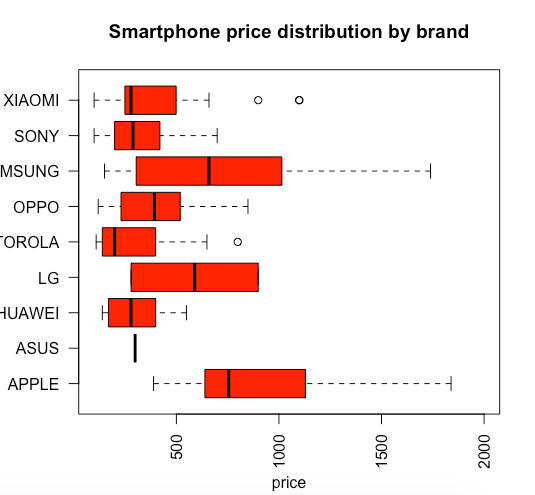 Smartphone price distribution by brand
XIAOMI
SONY
MSUNG
OPPO
TOROLA
LG
HUAWEI
ASUS
APPLE
500
1000
1500
2000
price